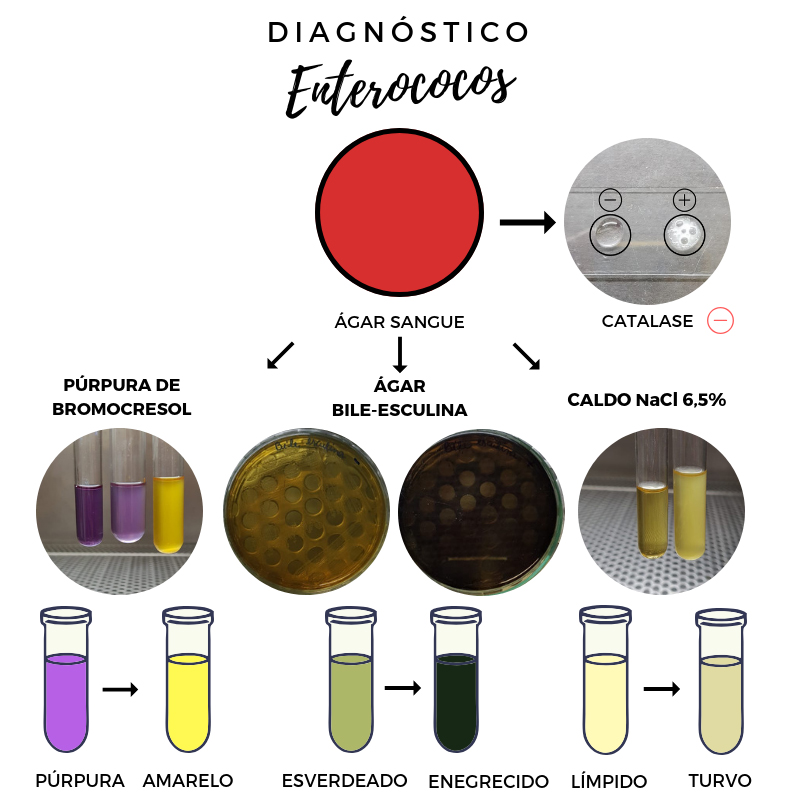 DIAGNÓSTICO
Enterococos
− +
ÁGAR SANGUE
CATALASE −
PÚRPURA DE
BROMOCRESOL
ÁGAR
BILE-ESCULINA
CALDO NaCl 6,5%
PÚRPURA AMARELO ESVERDEADO ENEGRECIDO LÍMPIDO TURVO